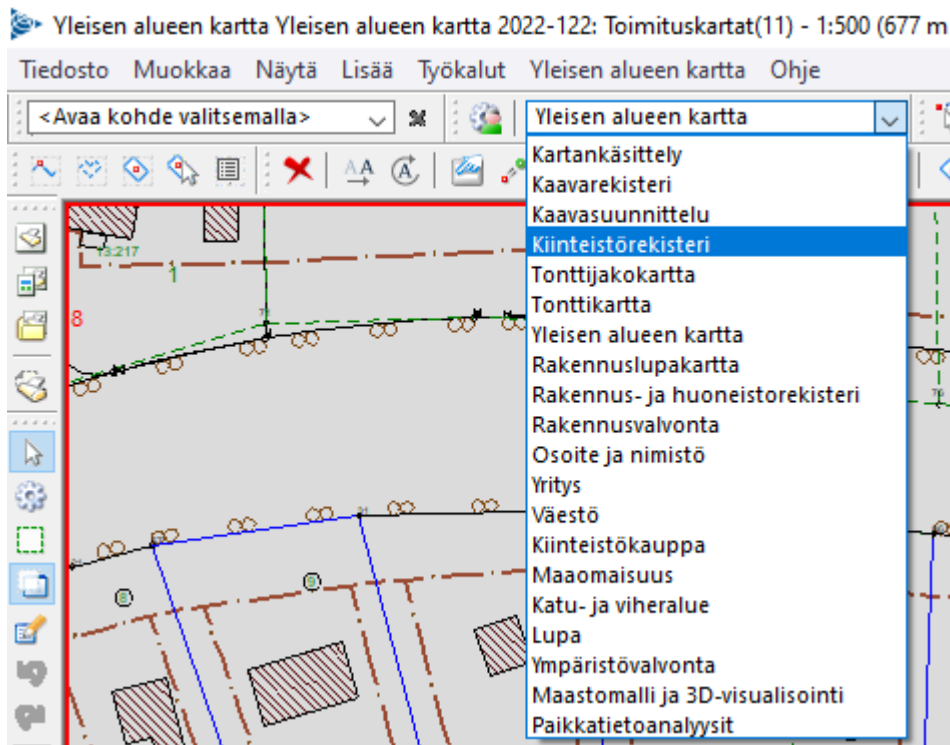 Yleisen alueen kartta Yleisen alueen kartta 2022-122: Toimituskartat(11) - 1:500 (677 m
Tiedosto Muokkaa Näytä Lisää Työkalut Yleisen alueen kartta Ohje
<Avaa kohde valitsemalla> Yleisen alueen kartta
Kartankäsittely
Kaavarekisteri
Kaavasuunnittelu
Kiinteistörekisteri
Tonttijakokartta
Tonttikartta
Yleisen alueen kartta
Rakennuslupakartta
Rakennus- ja huoneistorekisteri
Rakennusvalvonta
Osoite ja nimistö
Yritys
Väestö
Kiinteistökauppa
Maaomaisuus
Katu- ja viheralue
Lupa
Ympäristövalvonta
Maastomalli ja 3D-visualisointi
Paikkatietoanalyysit
13:217
1
8
8
9